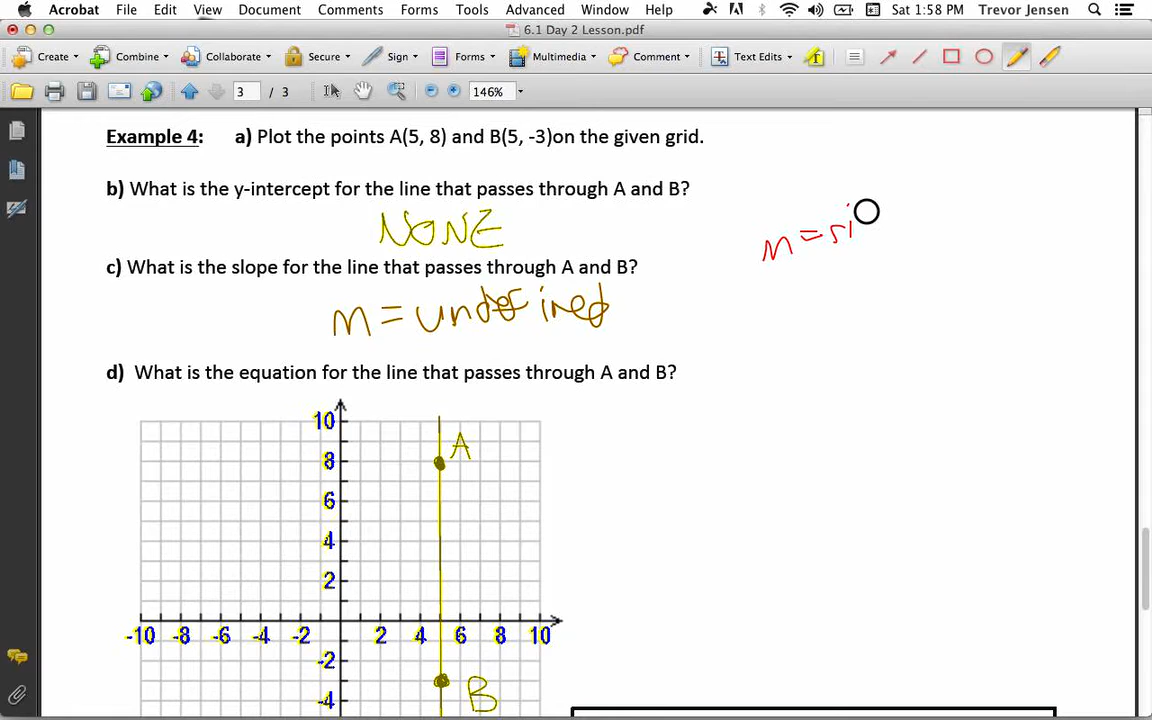 Acrobat File Edit View Document Comments Forms Tools Advanced Window Help Sat 1:58 PM Trevor Jensen
6.1 Day 2 Lesson.pdf
Create Combine Collaborate Secure Sign Forms Multimedia Comment Text Edits
3 / 3 146%
Example 4: a) Plot the points A(5, 8) and B(5, -3)on the given grid.
b) What is the y-intercept for the line that passes through A and B?
NONE
m=ri
c) What is the slope for the line that passes through A and B?
m=undefined
d) What is the equation for the line that passes through A and B?
10
A
8
6
4
2
-10 -8 -6 -4 -2 2 4 6 8 10
-2
B
-4